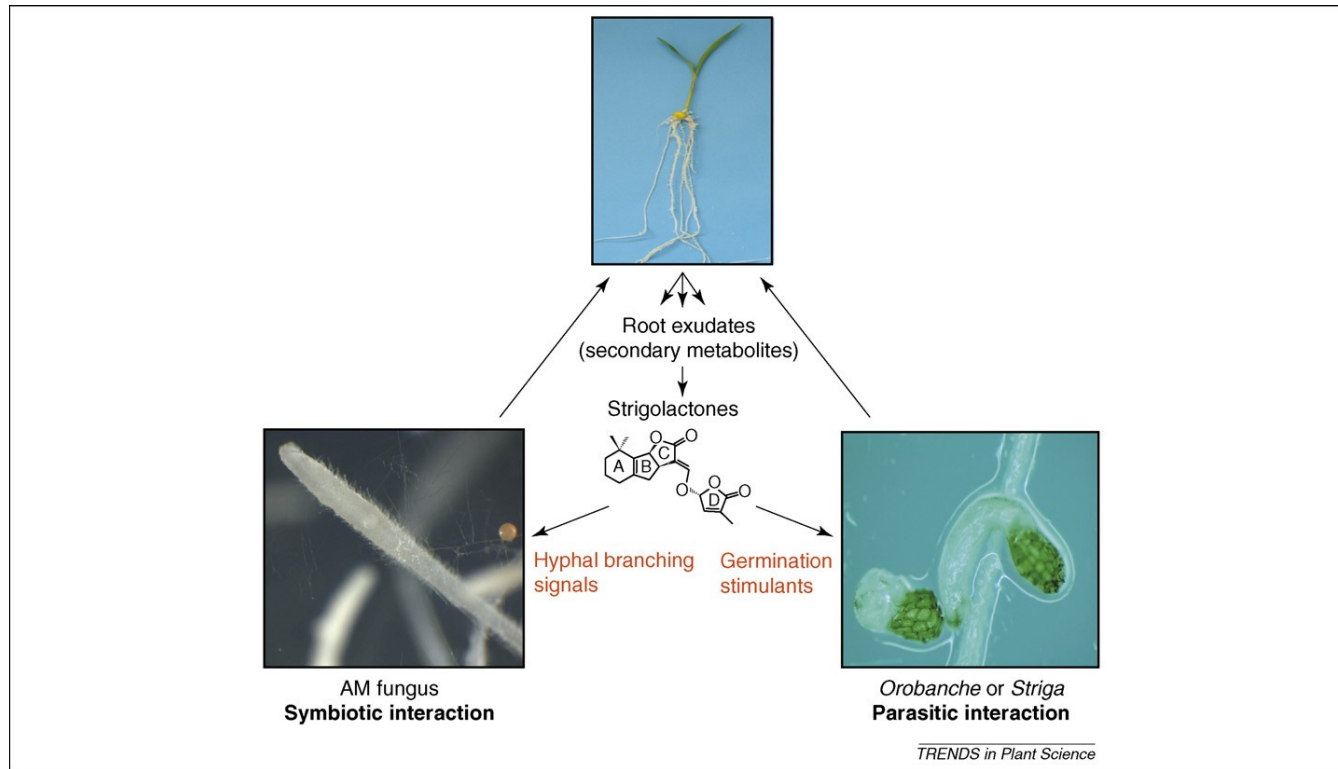 Root exudates
(secondary metabolites)
Strigolactones
O
O
A
B
C
O
O
D
O
Hyphal branching
signals
Germination
stimulants
AM fungus
Symbiotic interaction
Orobanche or Striga
Parasitic interaction
TRENDS in Plant Science